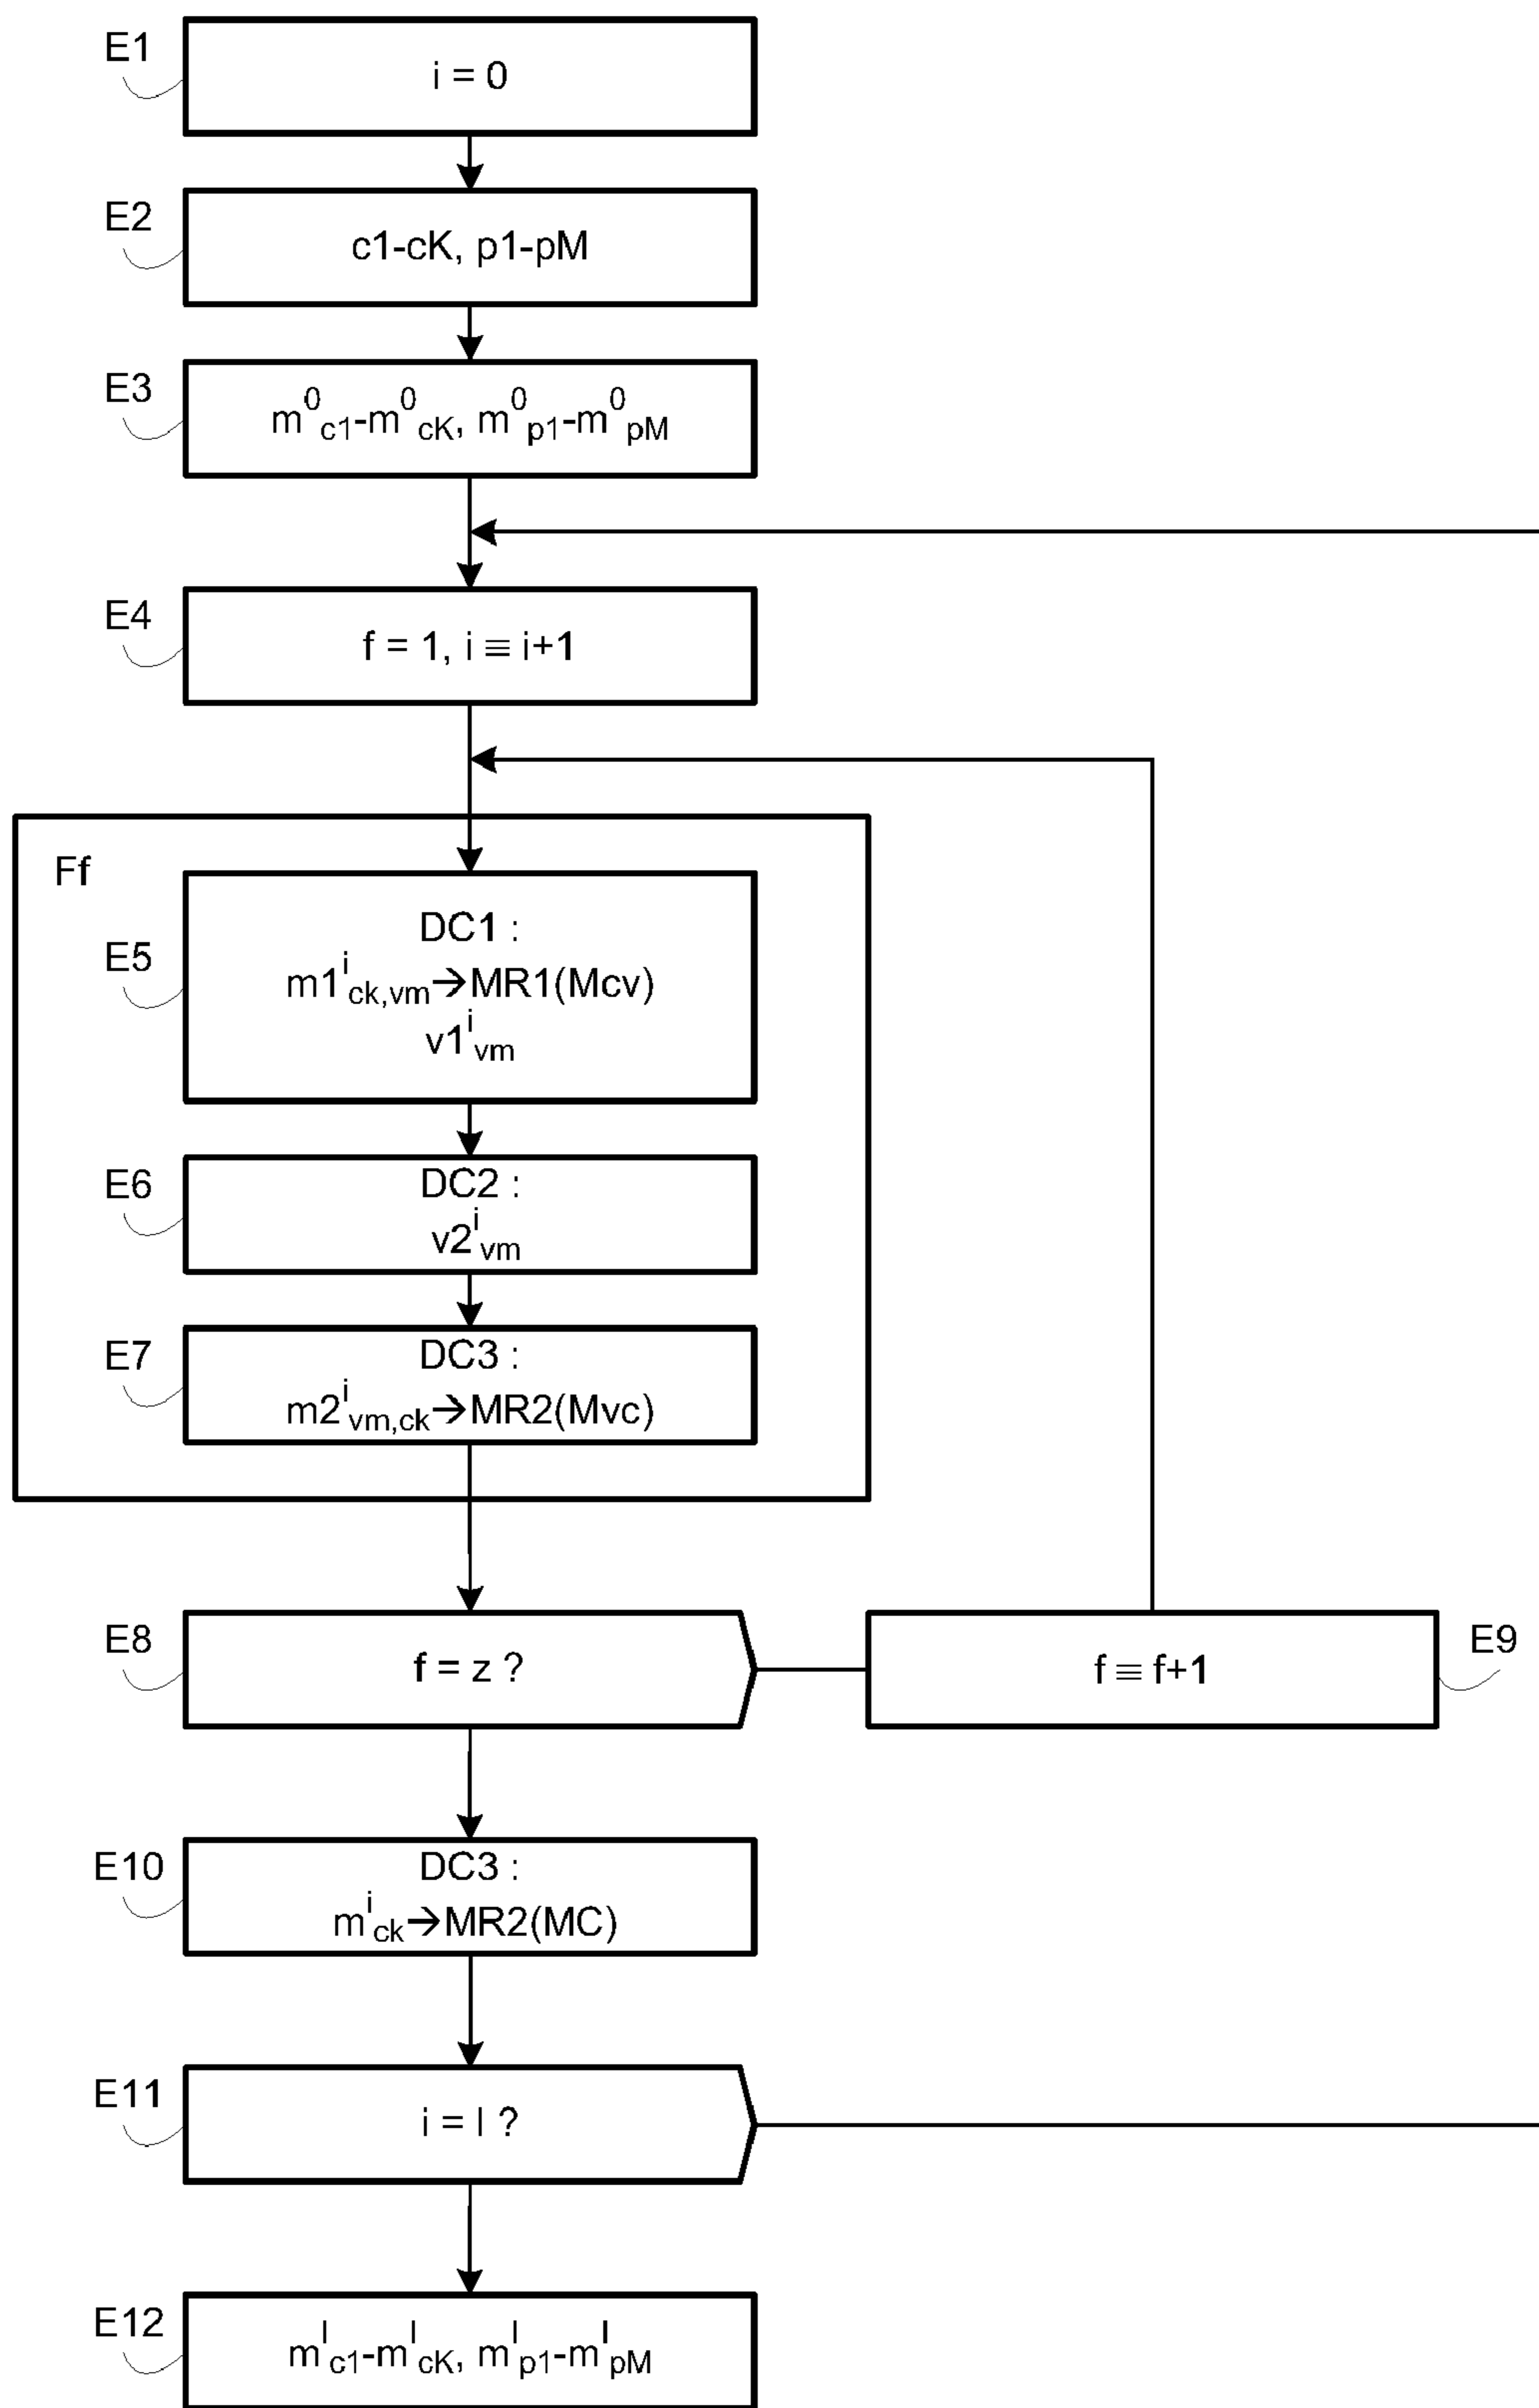 E1
i = 0
E2
c1-cK, p1-pM
E3
m⁰c1-m⁰cK, m⁰p1-m⁰pM
E4
f = 1, i ≡ i+1
Ff
E5
DC1 :
m1ⁱck,vm→MR1(Mcv)
v1ⁱvm
E6
DC2 :
v2ⁱvm
E7
DC3 :
m2ⁱvm,ck→MR2(Mvc)
E8
f = z ?
f ≡ f+1
E9
E10
DC3 :
mⁱck→MR2(MC)
E11
i = I ?
E12
mᴵc1-mᴵcK, mᴵp1-mᴵpM